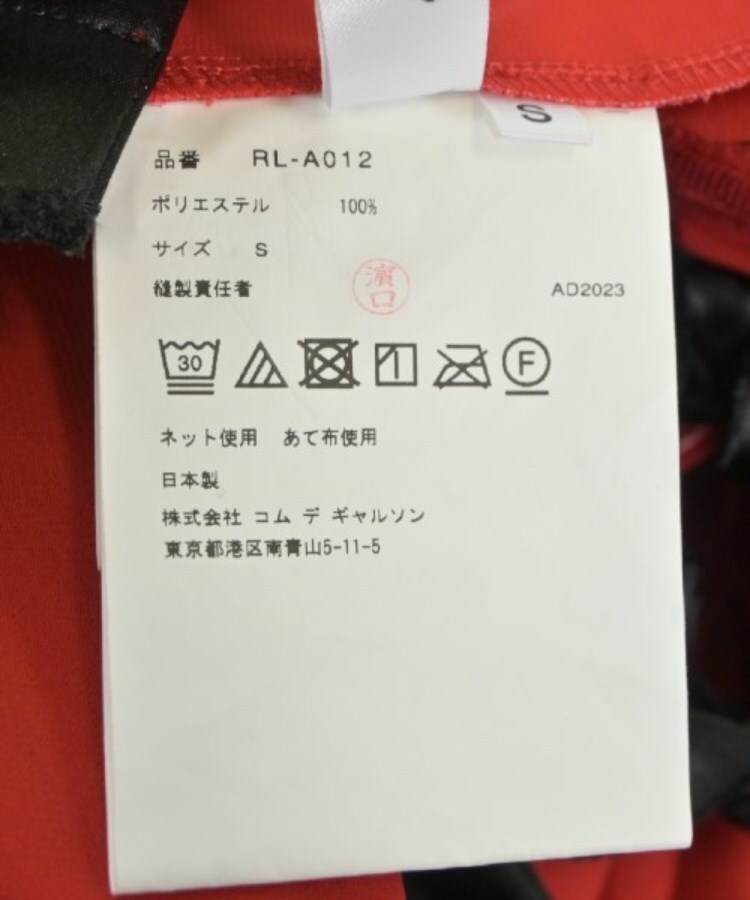 S
品番 RL-A012
ポリエステル 100%
サイズ S
縫製責任者 濱口 AD2023
30 F
ネット使用 あて布使用
日本製
株式会社 コム デ ギャルソン
東京都港区南青山5-11-5